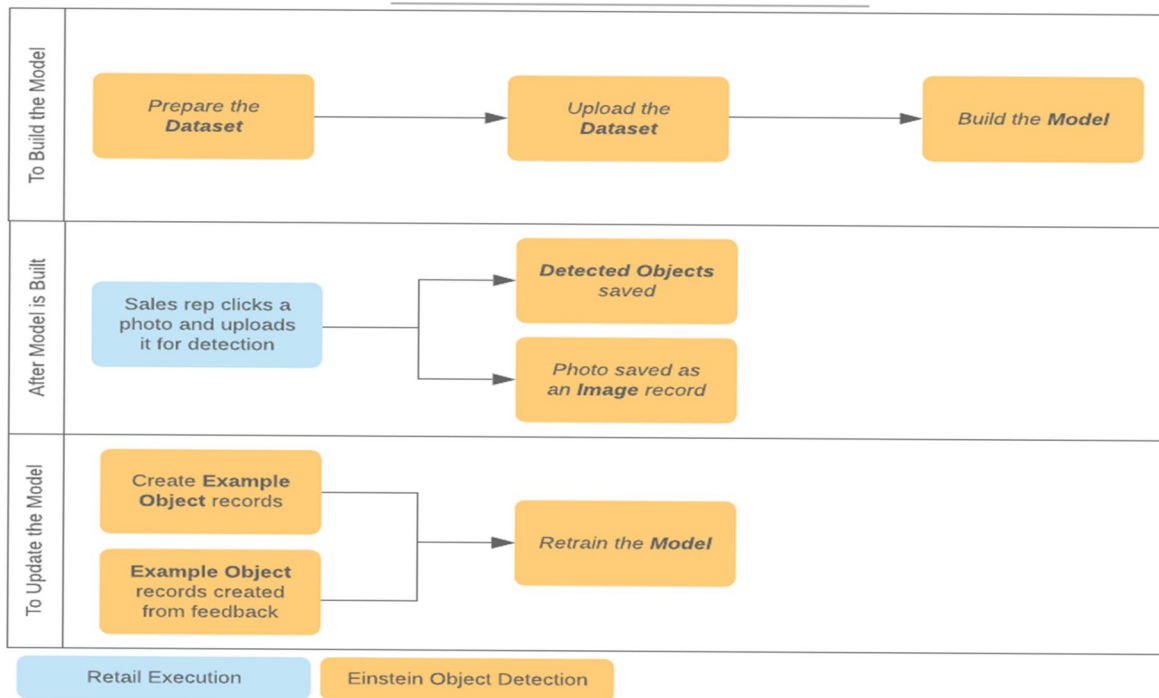 To Build the Model
Prepare the
Dataset
Upload the
Dataset
Build the Model
After Model is Built
Sales rep clicks a
photo and uploads
it for detection
Detected Objects
saved
Photo saved as
an Image record
To Update the Model
Create Example
Object records
Example Object
records created
from feedback
Retrain the Model
Retail Execution
Einstein Object Detection